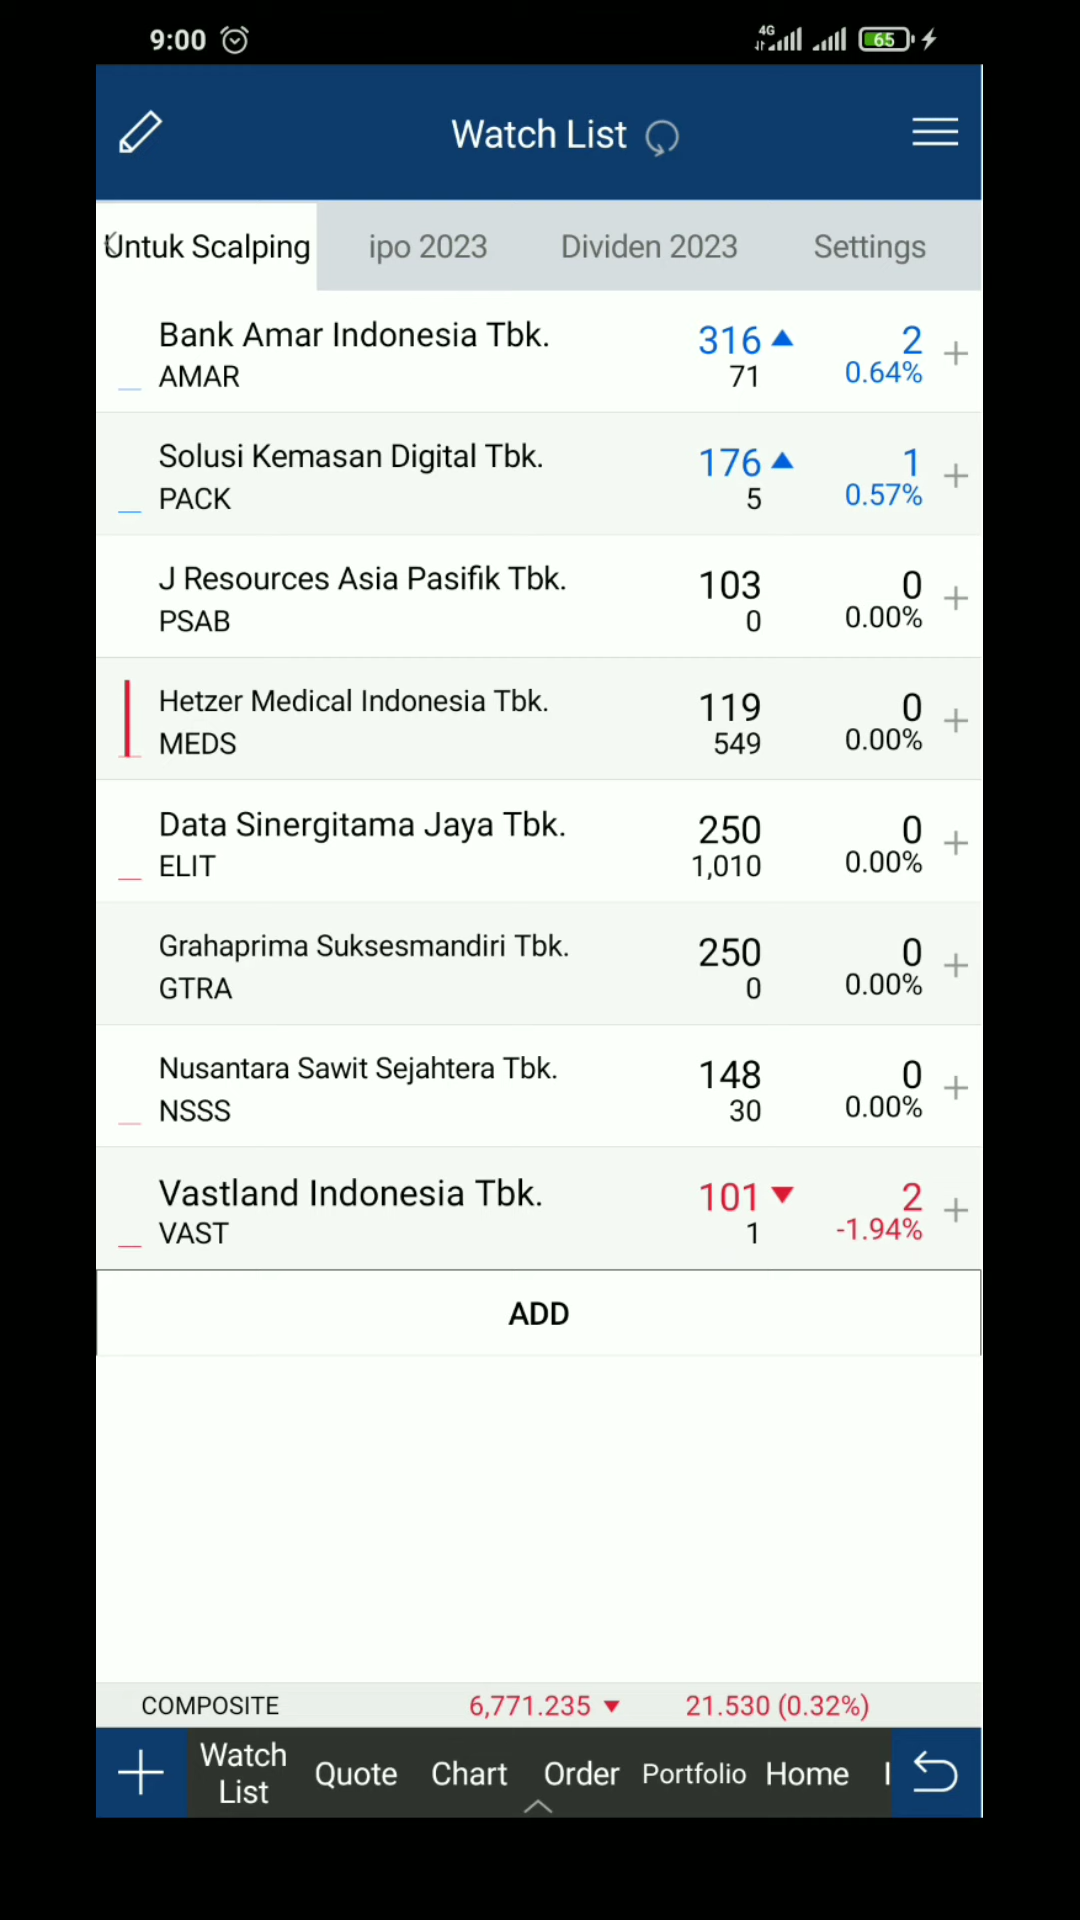 9:00 4G 65
Watch List
Untuk Scalping ipo 2023 Dividen 2023 Settings
Bank Amar Indonesia Tbk. 316 ▲ 2
AMAR 71 0.64%
Solusi Kemasan Digital Tbk. 176 ▲ 1
PACK 5 0.57%
J Resources Asia Pasifik Tbk. 103 0
PSAB 0 0.00%
Hetzer Medical Indonesia Tbk. 119 0
MEDS 549 0.00%
Data Sinergitama Jaya Tbk. 250 0
ELIT 1,010 0.00%
Grahaprima Suksesmandiri Tbk. 250 0
GTRA 0 0.00%
Nusantara Sawit Sejahtera Tbk. 148 0
NSSS 30 0.00%
Vastland Indonesia Tbk. 101 ▼ 2
VAST 1 -1.94%
ADD
COMPOSITE 6,771.235 ▼ 21.530 (0.32%)
Watch List Quote Chart Order Portfolio Home